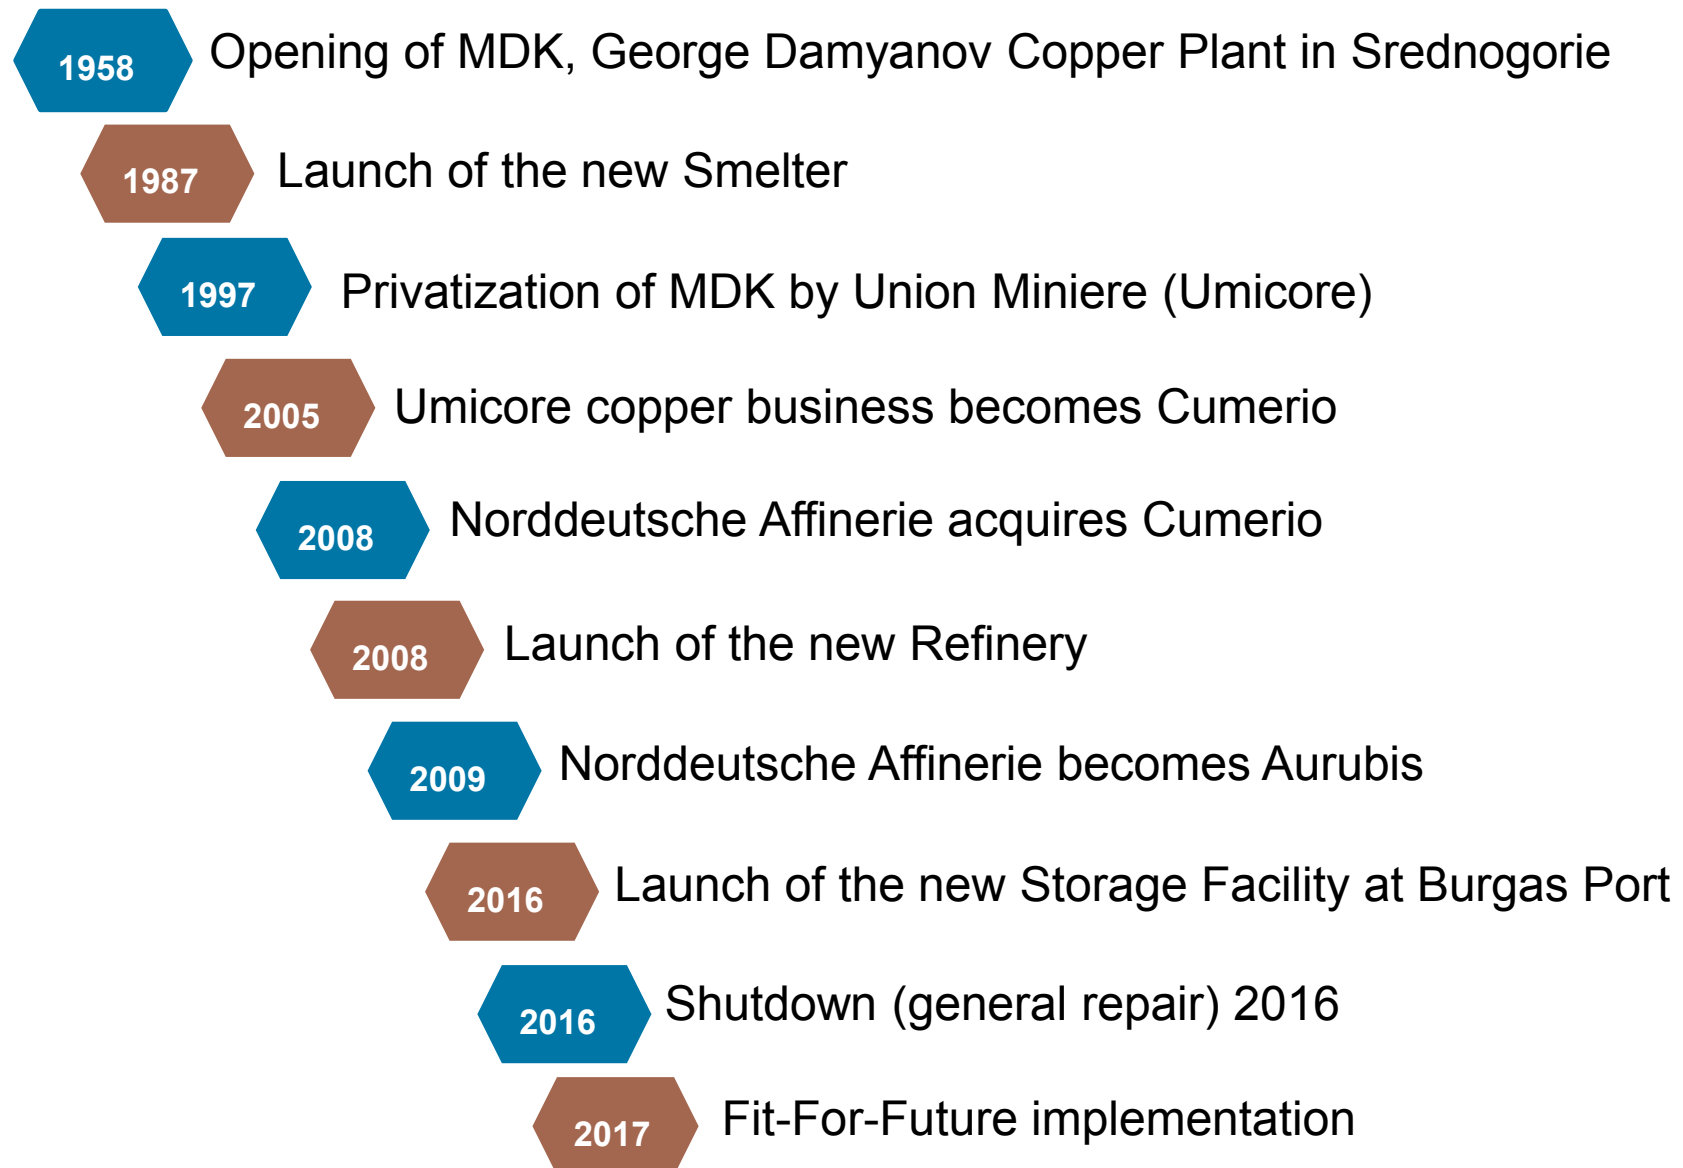 1958 Opening of MDK, George Damyanov Copper Plant in Srednogorie
1987 Launch of the new Smelter
1997 Privatization of MDK by Union Miniere (Umicore)
2005 Umicore copper business becomes Cumerio
2008 Norddeutsche Affinerie acquires Cumerio
2008 Launch of the new Refinery
2009 Norddeutsche Affinerie becomes Aurubis
2016 Launch of the new Storage Facility at Burgas Port
2016 Shutdown (general repair) 2016
2017 Fit-For-Future implementation